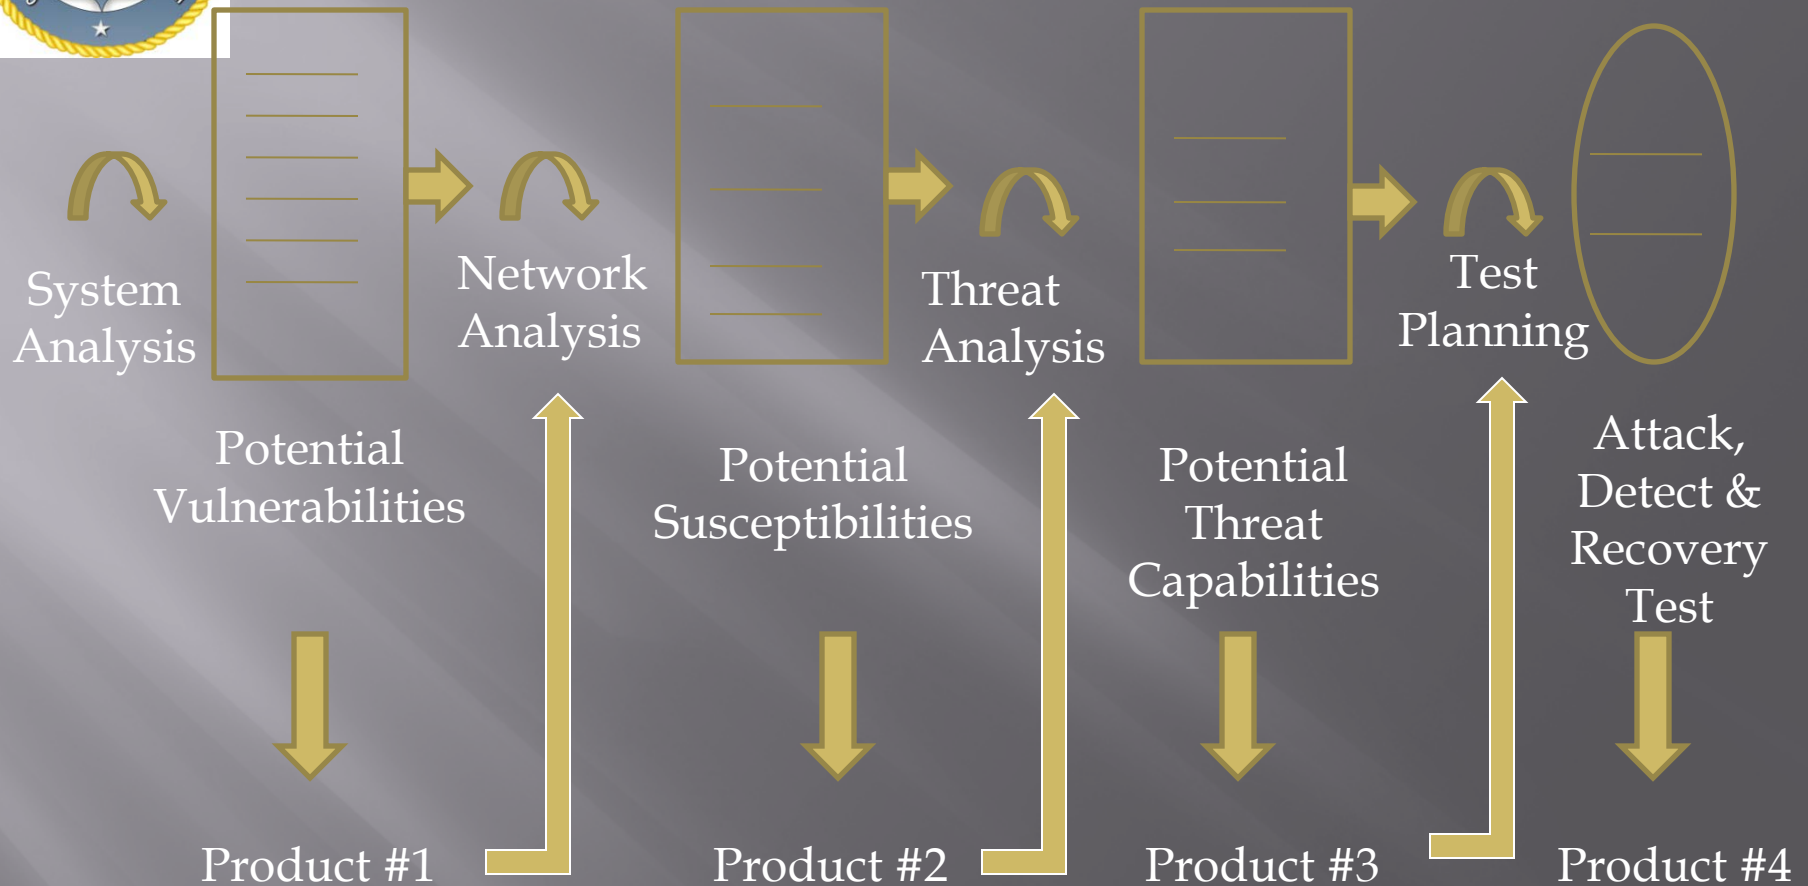 System
Analysis
Network
Analysis
Threat
Analysis
Test
Planning
Potential
Vulnerabilities
Potential
Susceptibilities
Potential
Threat
Capabilities
Attack,
Detect &
Recovery
Test
Product #1
Product #2
Product #3
Product #4